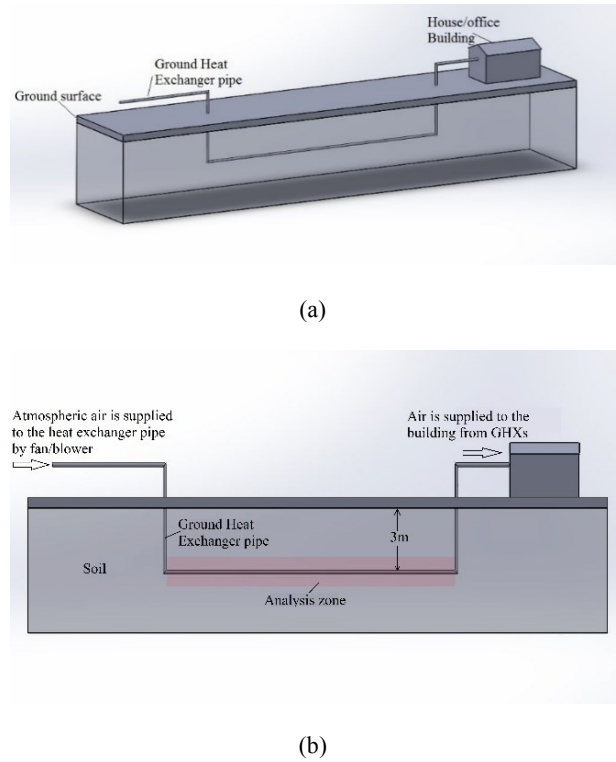 House/office
Building
Ground Heat
Exchanger pipe
Ground surface
(a)
Atmospheric air is supplied
to the heat exchanger pipe
by fan/blower
Air is supplied to the
building from GHXs
Ground Heat
Exchanger pipe
3m
Soil
Analysis zone
(b)